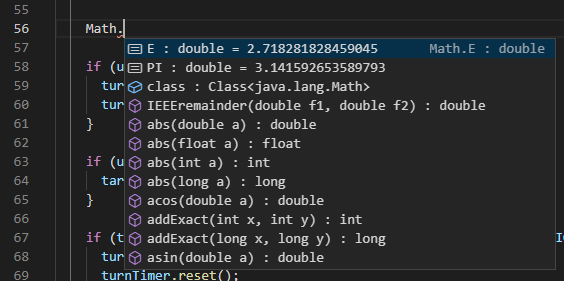 55
56 Math.
E : double = 2.718281828459045 Math.E : double
57 PI : double = 3.141592653589793
58 if (u
class : Class<java.lang.Math>
59 tur
60 tur IEEEremainder(double f1, double f2) : double
61 } abs(double a) : double
62 abs(float a) : float
63 if (u abs(int a) : int
64 tar abs(long a) : long
65 } acos(double a) : double
66 addExact(int x, int y) : int
67 if (t addExact(long x, long y) : long
68 tur asin(double a) : double
69 turnTimer.reset();